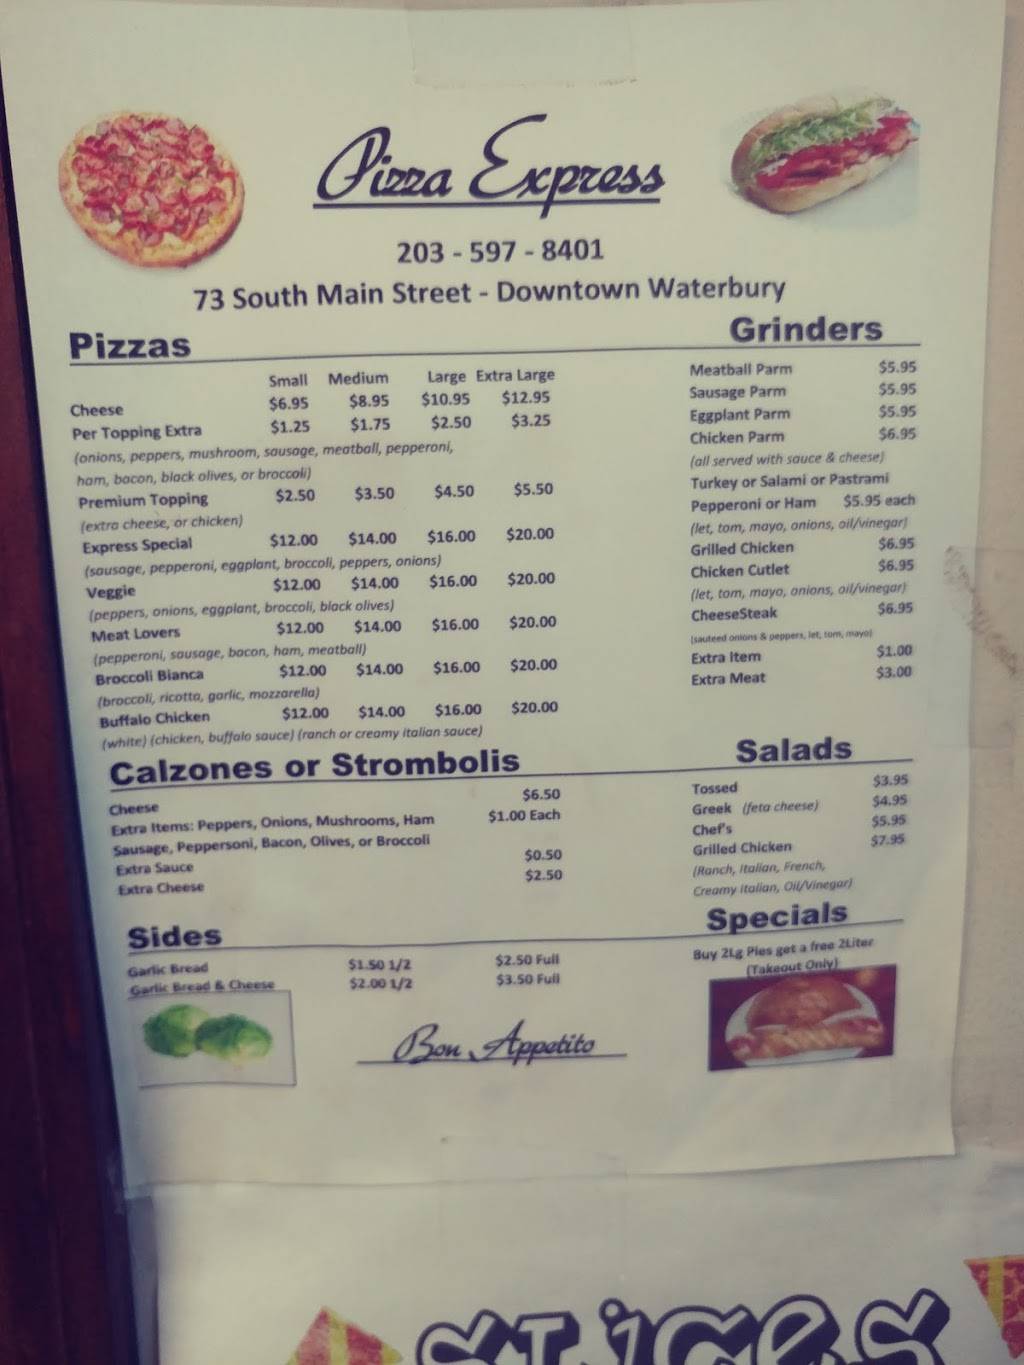 Pizza Express
203 - 597 - 8401
73 South Main Street - Downtown Waterbury
Pizzas
Small Medium Large Extra Large
Cheese $6.95 $8.95 $10.95 $12.95
Per Topping Extra $1.25 $1.75 $2.50 $3.25
(onions, peppers, mushroom, sausage, meatball, pepperoni,
ham, bacon, black olives, or broccoli)
Premium Topping $2.50 $3.50 $4.50 $5.50
(extra cheese, or chicken)
Express Special $12.00 $14.00 $16.00 $20.00
(sausage, pepperoni, eggplant, broccoli, peppers, onions)
Veggie $12.00 $14.00 $16.00 $20.00
(peppers, onions, eggplant, broccoli, black olives)
Meat Lovers $12.00 $14.00 $16.00 $20.00
(pepperoni, sausage, bacon, ham, meatball)
Broccoli Bianca $12.00 $14.00 $16.00 $20.00
(broccoli, ricotta, garlic, mozzarella)
Buffalo Chicken $12.00 $14.00 $16.00 $20.00
(white) (chicken, buffalo sauce) (ranch or creamy italian sauce)
Calzones or Strombolis
Cheese $6.50
Extra Items: Peppers, Onions, Mushrooms, Ham $1.00 Each
Sausage, Peppersoni, Bacon, Olives, or Broccoli
Extra Sauce $0.50
Extra Cheese $2.50
Sides
Garlic Bread $1.50 1/2 $2.50 Full
Garlic Bread & Cheese $2.00 1/2 $3.50 Full
Grinders
Meatball Parm $5.95
Sausage Parm $5.95
Eggplant Parm $5.95
Chicken Parm $6.95
(all served with sauce & cheese)
Turkey or Salami or Pastrami
Pepperoni or Ham $5.95 each
(let, tom, mayo, onions, oil/vinegar)
Grilled Chicken $6.95
Chicken Cutlet $6.95
(let, tom, mayo, onions, oil/vinegar)
CheeseSteak $6.95
(sauteed onions & peppers, let, tom, mayo)
Extra Item $1.00
Extra Meat $3.00
Salads
Tossed $3.95
Greek (feta cheese) $4.95
Chef's $5.95
Grilled Chicken $7.95
(Ranch, Italian, French,
Creamy Italian, Oil/Vinegar)
Specials
Buy 2Lg Pies get a free 2Liter
(Takeout Only)
Bon Appetito
Slices